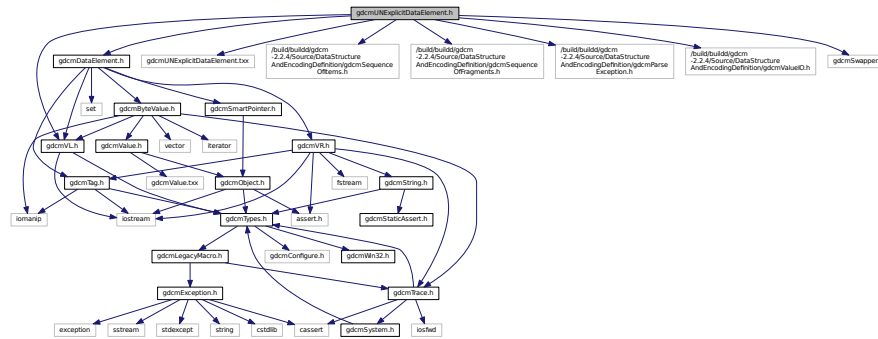 gdcmUNExplicitDataElement.h
gdcmDataElement.h
gdcmUNExplicitDataElement.txx
/build/buildd/gdcm
-2.2.4/Source/DataStructure
AndEncodingDefinition/gdcmSequence
OfItems.h
/build/buildd/gdcm
-2.2.4/Source/DataStructure
AndEncodingDefinition/gdcmSequence
OfFragments.h
/build/buildd/gdcm
-2.2.4/Source/DataStructure
AndEncodingDefinition/gdcmParse
Exception.h
/build/buildd/gdcm
-2.2.4/Source/DataStructure
AndEncodingDefinition/gdcmValueIO.h
gdcmSwapper
set
gdcmByteValue.h
gdcmSmartPointer.h
gdcmVL.h
gdcmValue.h
vector
iterator
gdcmVR.h
gdcmTag.h
gdcmValue.txx
gdcmObject.h
fstream
gdcmString.h
iomanip
iostream
gdcmTypes.h
assert.h
gdcmStaticAssert.h
gdcmLegacyMacro.h
gdcmConfigure.h
gdcmWin32.h
gdcmException.h
gdcmTrace.h
exception
sstream
stdexcept
string
cstdlib
cassert
gdcmSystem.h
iosfwd